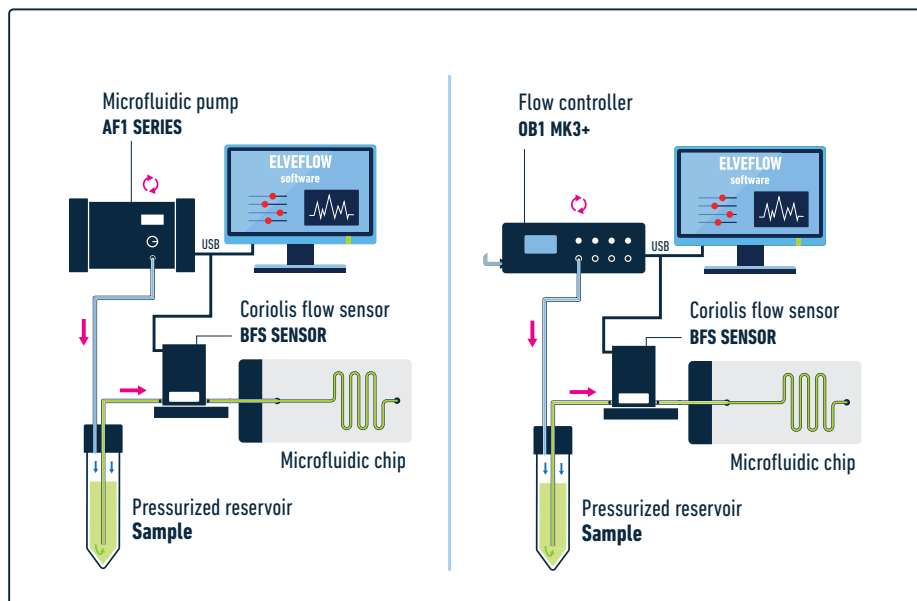 Microfluidic pump
AF1 SERIES
ELVEFLOW
software
USB
Coriolis flow sensor
BFS SENSOR
Microfluidic chip
Pressurized reservoir
Sample
Flow controller
OB1 MK3+
ELVEFLOW
software
USB
Coriolis flow sensor
BFS SENSOR
Microfluidic chip
Pressurized reservoir
Sample